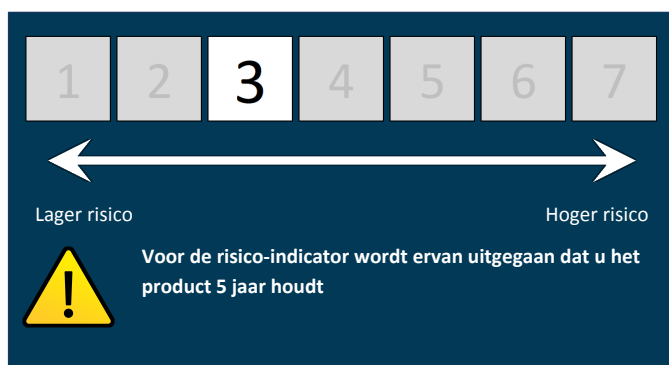 1 2 3 4 5 6 7
Lager risico Hoger risico
Voor de risico-indicator wordt ervan uitgegaan dat u het
product 5 jaar houdt